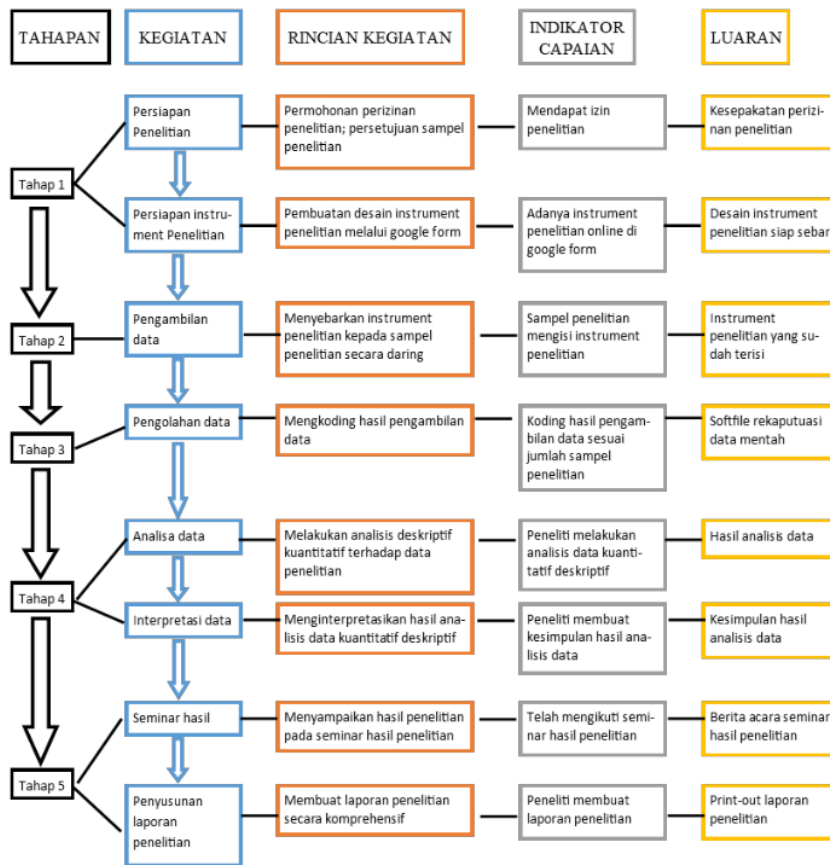 TAHAPAN
KEGIATAN
RINCIAN KEGIATAN
INDIKATOR
CAPAIAN
LUARAN
Tahap 1
Persiapan
Penelitian
Permohonan perizinan
penelitian; persetujuan sampel
penelitian
Mendapat izin
penelitian
Kesepakatan perizi-
nan penelitian
Persiapan instru-
ment Penelitian
Pembuatan desain instrument
penelitian melalui google form
Adanya instrument
penelitian online di
google form
Desain instrument
penelitian siap sebar
Tahap 2
Pengambilan
data
Menyebarkan instrument
penelitian kepada sampel
penelitian secara daring
Sampel penelitian
mengisi instrument
penelitian
Instrument
penelitian yang su-
dah terisi
Tahap 3
Pengolahan data
Mengkoding hasil pengambilan
data
Koding hasil pengam-
bilan data sesuai
jumlah sampel
penelitian
Softfile rekaputuasi
data mentah
Tahap 4
Analisa data
Melakukan analisis deskriptif
kuantitatif terhadap data
penelitian
Peneliti melakukan
analisis data kuanti-
tatif deskriptif
Hasil analisis data
Interpretasi data
Menginterpretasikan hasil ana-
lisis data kuantitatif deskriptif
Peneliti membuat
kesimpulan hasil ana-
lisis data
Kesimpulan hasil
analisis data
Tahap 5
Seminar hasil
Menyampaikan hasil penelitian
pada seminar hasil penelitian
Telah mengikuti semi-
nar hasil penelitian
Berita acara seminar
hasil penelitian
Penyusunan
laporan
penelitian
Membuat laporan penelitian
secara komprehensif
Peneliti membuat
laporan penelitian
Print-out laporan
penelitian